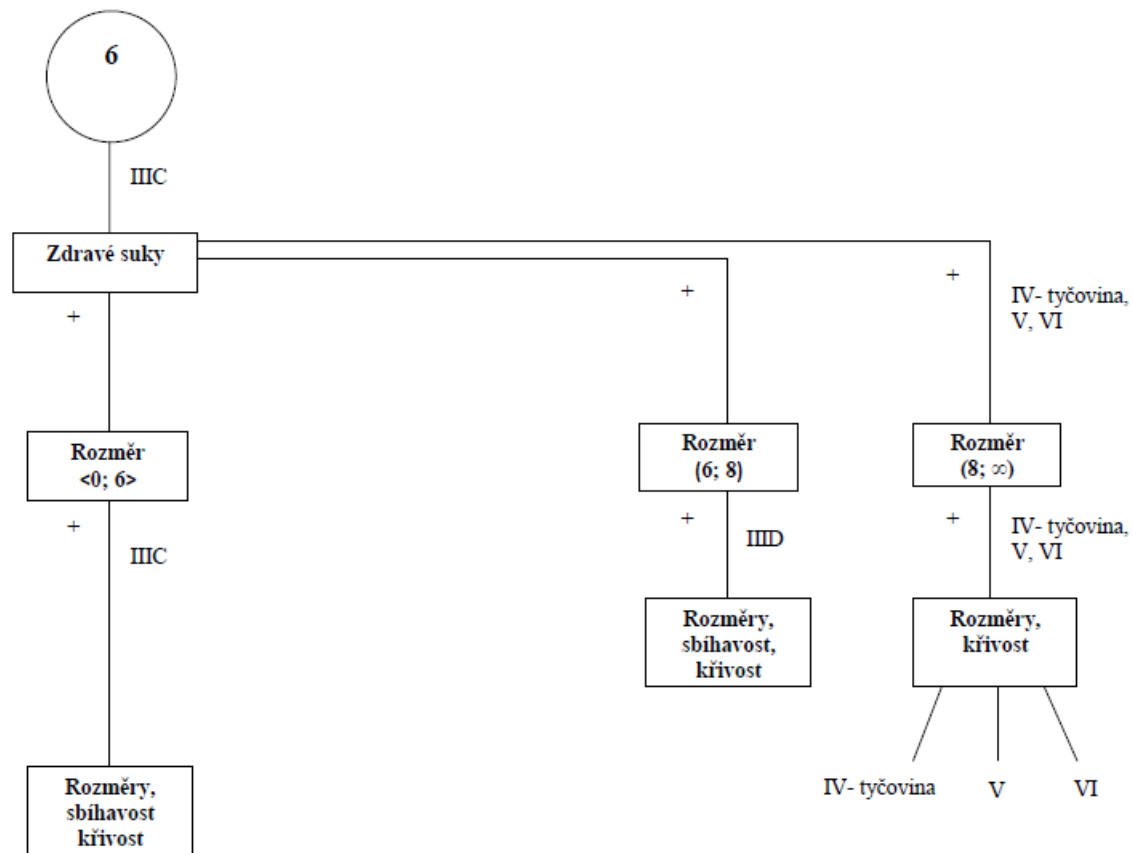 6
IIIC
Zdravé suky
+
+
+
IV- tyčovina,
V, VI
Rozměr
<0; 6>
Rozměr
(6; 8)
Rozměr
(8; ∞)
+
IIIC
+
IIID
+
IV- tyčovina,
V, VI
Rozměry,
sbíhavost,
křivost
Rozměry,
křivost
Rozměry,
sbíhavost
křivost
IV- tyčovina
V
VI